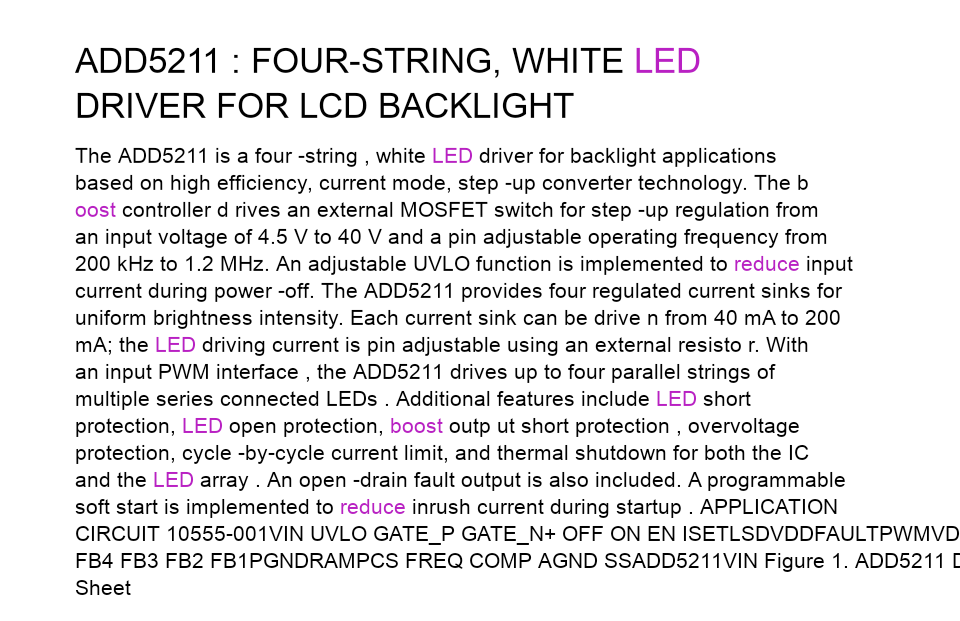 ADD5211 : FOUR-STRING, WHITE LED
DRIVER FOR LCD BACKLIGHT
The ADD5211 is a four -string , white LED driver for backlight applications
based on high efficiency, current mode, step -up converter technology. The b
oost controller d rives an external MOSFET switch for step -up regulation from
an input voltage of 4.5 V to 40 V and a pin adjustable operating frequency from
200 kHz to 1.2 MHz. An adjustable UVLO function is implemented to reduce input
current during power -off. The ADD5211 provides four regulated current sinks for
uniform brightness intensity. Each current sink can be drive n from 40 mA to 200
mA; the LED driving current is pin adjustable using an external resisto r. With
an input PWM interface , the ADD5211 drives up to four parallel strings of
multiple series connected LEDs . Additional features include LED short
protection, LED open protection, boost outp ut short protection , overvoltage
protection, cycle -by-cycle current limit, and thermal shutdown for both the IC
and the LED array . An open -drain fault output is also included. A programmable
soft start is implemented to reduce inrush current during startup . APPLICATION
CIRCUIT 10555-001VIN UVLO GATE_P GATE_N+ OFF ON EN ISETLSDVDDFAULTPWMVD
FB4 FB3 FB2 FB1PGNDRAMPCS FREQ COMP AGND SSADD5211VIN Figure 1. ADD5211 D
Sheet